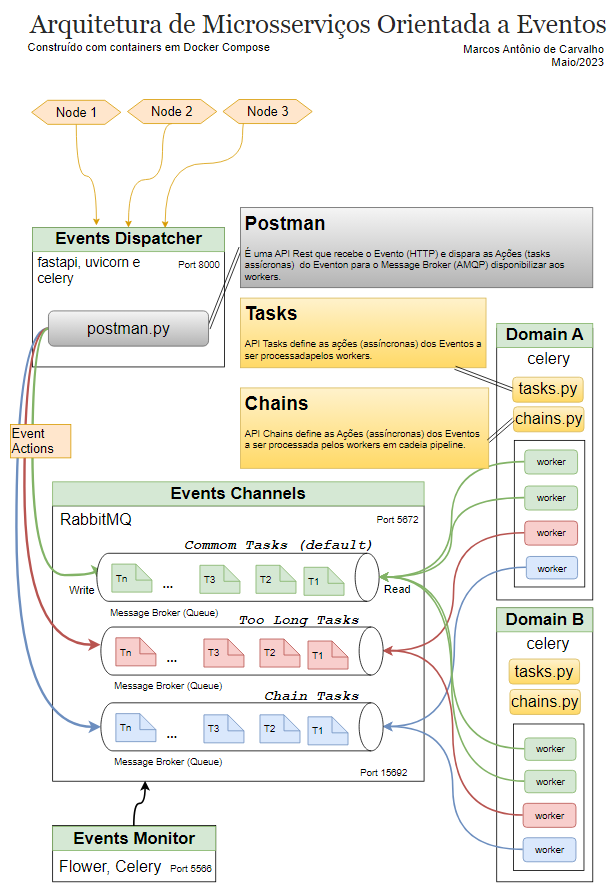 Arquitetura de Microsserviços Orientada a Eventos
Construído com containers em Docker Compose
Marcos Antônio de Carvalho
Maio/2023
Node 1
Node 2
Node 3
Events Dispatcher
fastapi, uvicorn e
celery
Port 8000
postman.py
Postman
É uma API Rest que recebe o Evento (HTTP) e dispara as Ações (tasks
assícronas) do Eventon para o Message Broker (AMQP) disponibilizar aos
workers.
Tasks
API Tasks define as ações (assíncronas) dos Eventos a
ser processadapelos workers.
Chains
API Chains define as Ações (assíncronas) dos Eventos
a ser processada pelos workers em cadeia pipeline.
Event
Actions
Domain A
celery
tasks.py
chains.py
worker
worker
worker
worker
Events Channels
RabbitMQ
Port 5672
Commom Tasks (default)
Tn
...
T3
T2
T1
Write
Read
Message Broker (Queue)
Too Long Tasks
Tn
...
T3
T2
T1
Message Broker (Queue)
Chain Tasks
Tn
...
T3
T2
T1
Message Broker (Queue)
Port 15692
Domain B
celery
tasks.py
chains.py
worker
worker
worker
worker
Events Monitor
Flower, Celery
Port 5566